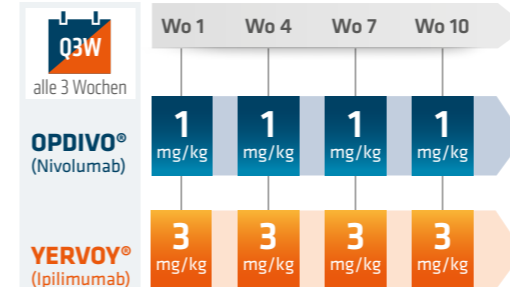 Q3W
alle 3 Wochen
Wo 1 Wo 4 Wo 7 Wo 10
OPDIVO®
(Nivolumab)
1 1 1 1
mg/kg mg/kg mg/kg mg/kg
YERVOY®
(Ipilimumab)
3 3 3 3
mg/kg mg/kg mg/kg mg/kg